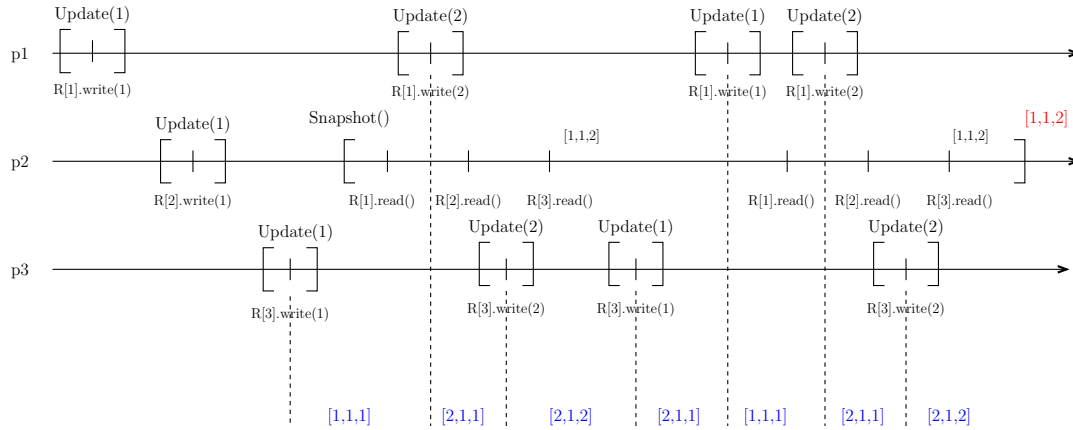 Update(1) Update(2) Update(1) Update(2)
p1
R[1].write(1) R[1].write(2) R[1].write(1) R[1].write(2)
Update(1) Snapshot() [1,1,2] [1,1,2] [1,1,2]
p2
R[2].write(1) R[1].read() R[2].read() R[3].read() R[1].read() R[2].read() R[3].read()
Update(1) Update(2) Update(1) Update(2)
p3
R[3].write(1) R[3].write(2) R[3].write(1) R[3].write(2)
[1,1,1] [2,1,1] [2,1,2] [2,1,1] [1,1,1] [2,1,1] [2,1,2]